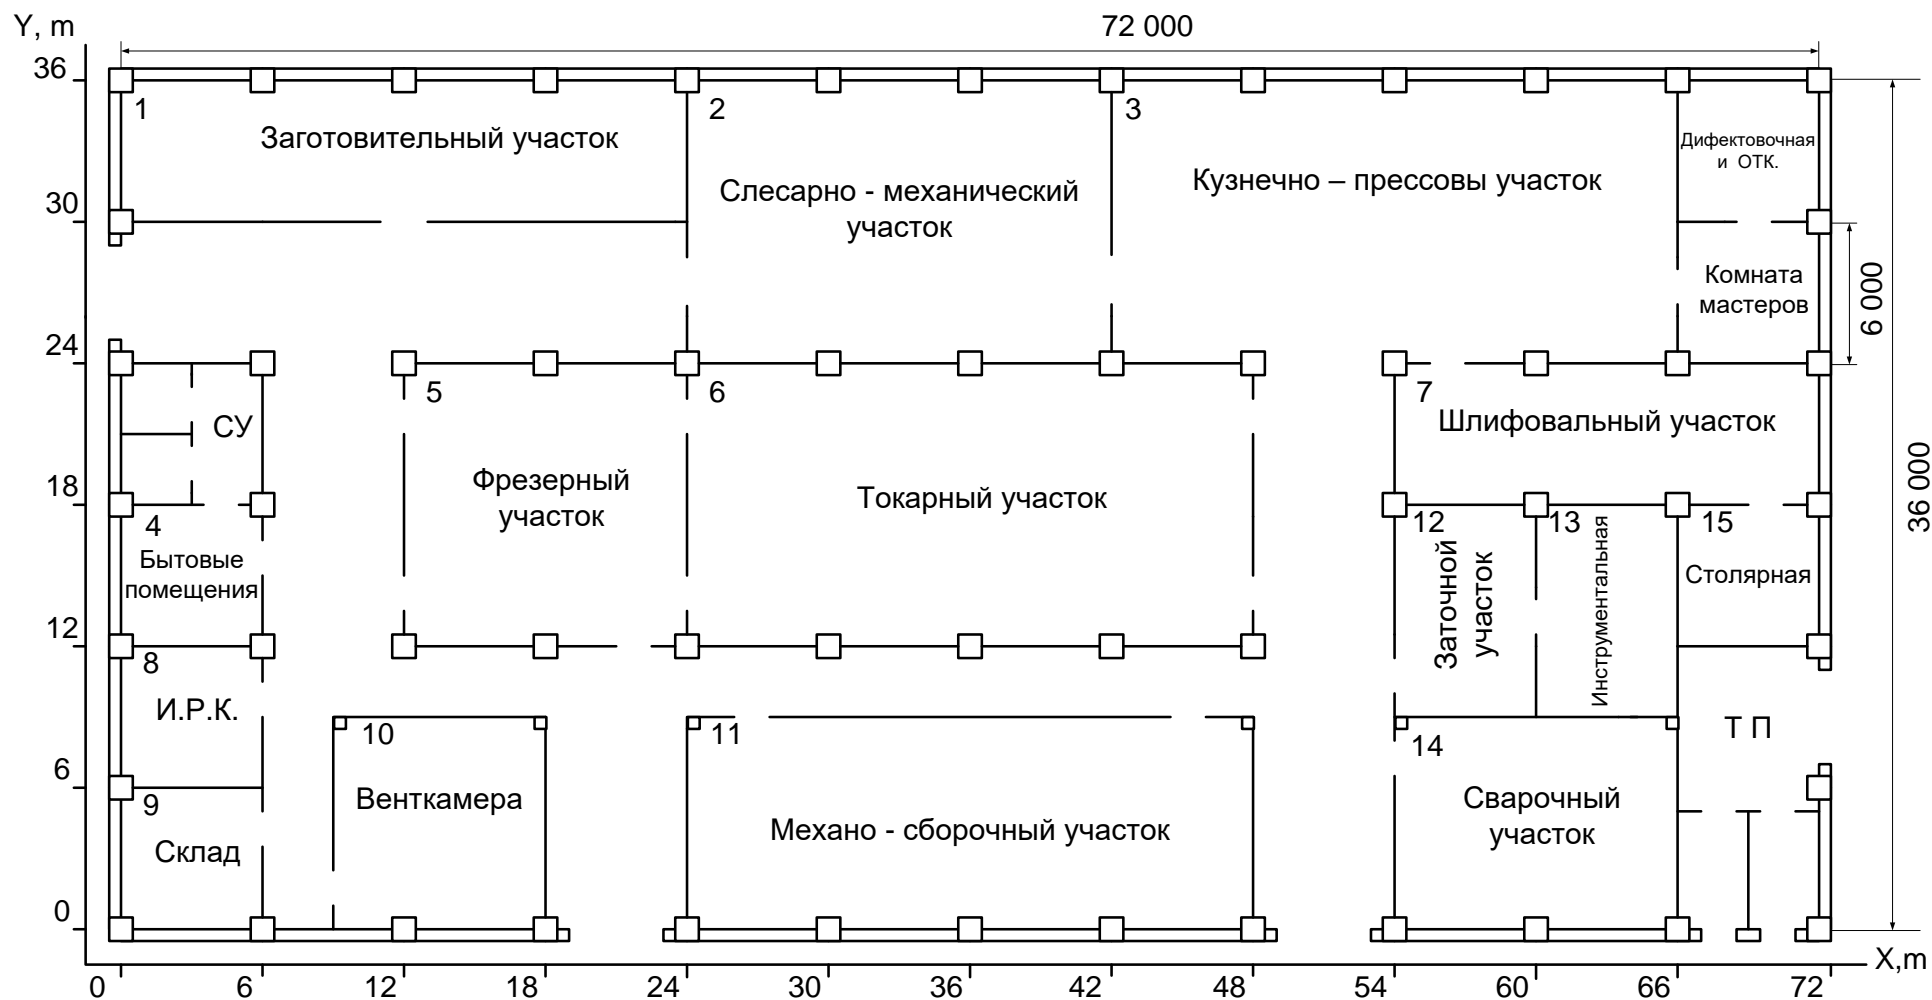 Y, m
72 000
36
1
2
3
Заготовительный участок
Слесарно - механический
участок
Кузнечно – прессовы участок
Дифектовочная
и ОТК.
30
Комната
мастеров
6 000
24
5
6
7
СУ
Шлифовальный участок
Фрезерный
участок
Токарный участок
36 000
18
4
12
13
15
Бытовые
помещения
Заточной
участок
Инструментальная
Столярная
12
8
И.Р.К.
10
11
14
Т П
6
9
Венткамера
Механо - сборочный участок
Сварочный
участок
Склад
0
X,m
0
6
12
18
24
30
36
42
48
54
60
66
72